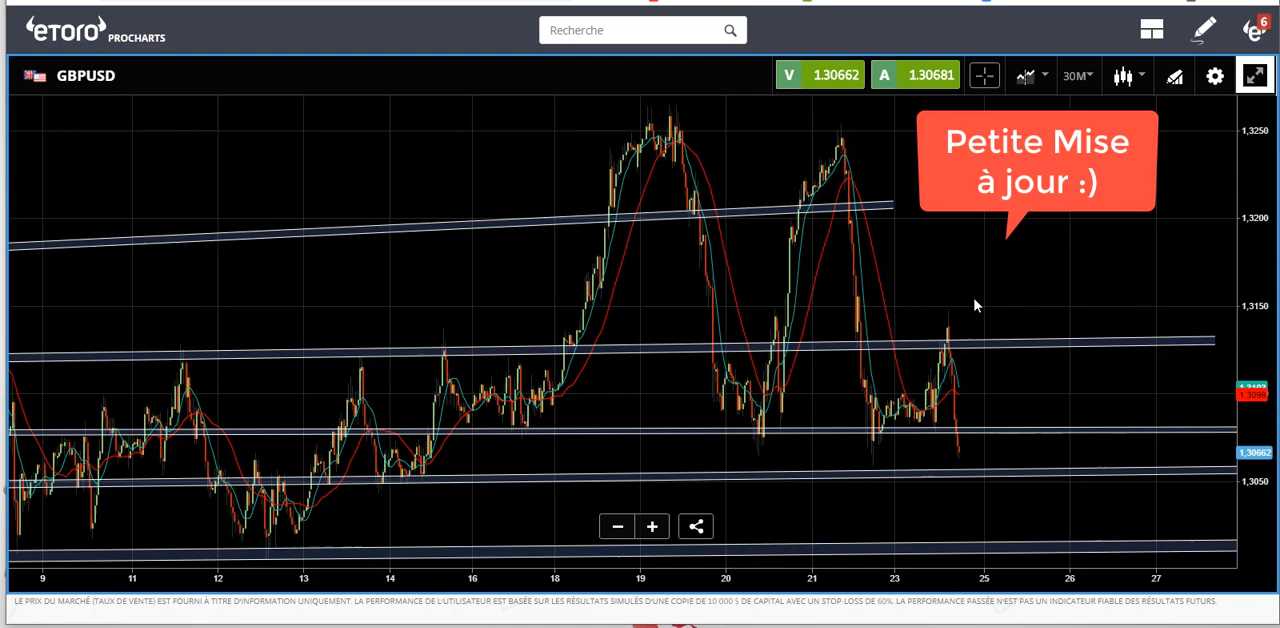 eToro PROCHARTS
Recherche
6
GBPUSD
V 1.30662
A 1.30681
30M
Petite Mise
à jour :)
1,3250
1,3200
1,3150
1.3099
1,30662
1,3050
9 11 12 13 14 16 18 19 20 21 23 25 26 27
LE PRIX DU MARCHÉ (TAUX DE VENTE) EST FOURNI À TITRE D'INFORMATION UNIQUEMENT. LA PERFORMANCE DE L'UTILISATEUR EST BASÉE SUR LES RÉSULTATS SIMULÉS D'UNE COPIE DE 10 000 $ DE CAPITAL AVEC UN STOP-LOSS DE 60%. LA PERFORMANCE PASSÉE N'EST PAS UN INDICATEUR FIABLE DES RÉSULTATS FUTURS.